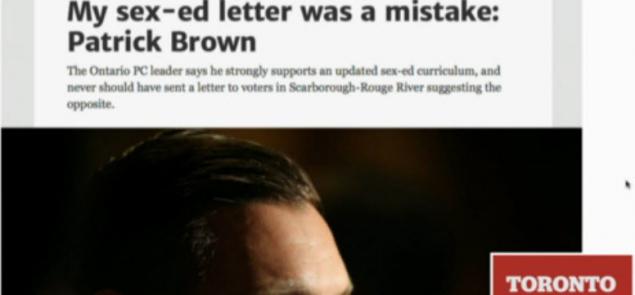 My sex-ed letter was a mistake:
Patrick Brown
The Ontario PC leader says he strongly supports an updated sex-ed curriculum, and
never should have sent a letter to voters in Scarborough-Rouge River suggesting the
opposite.
TORONTO